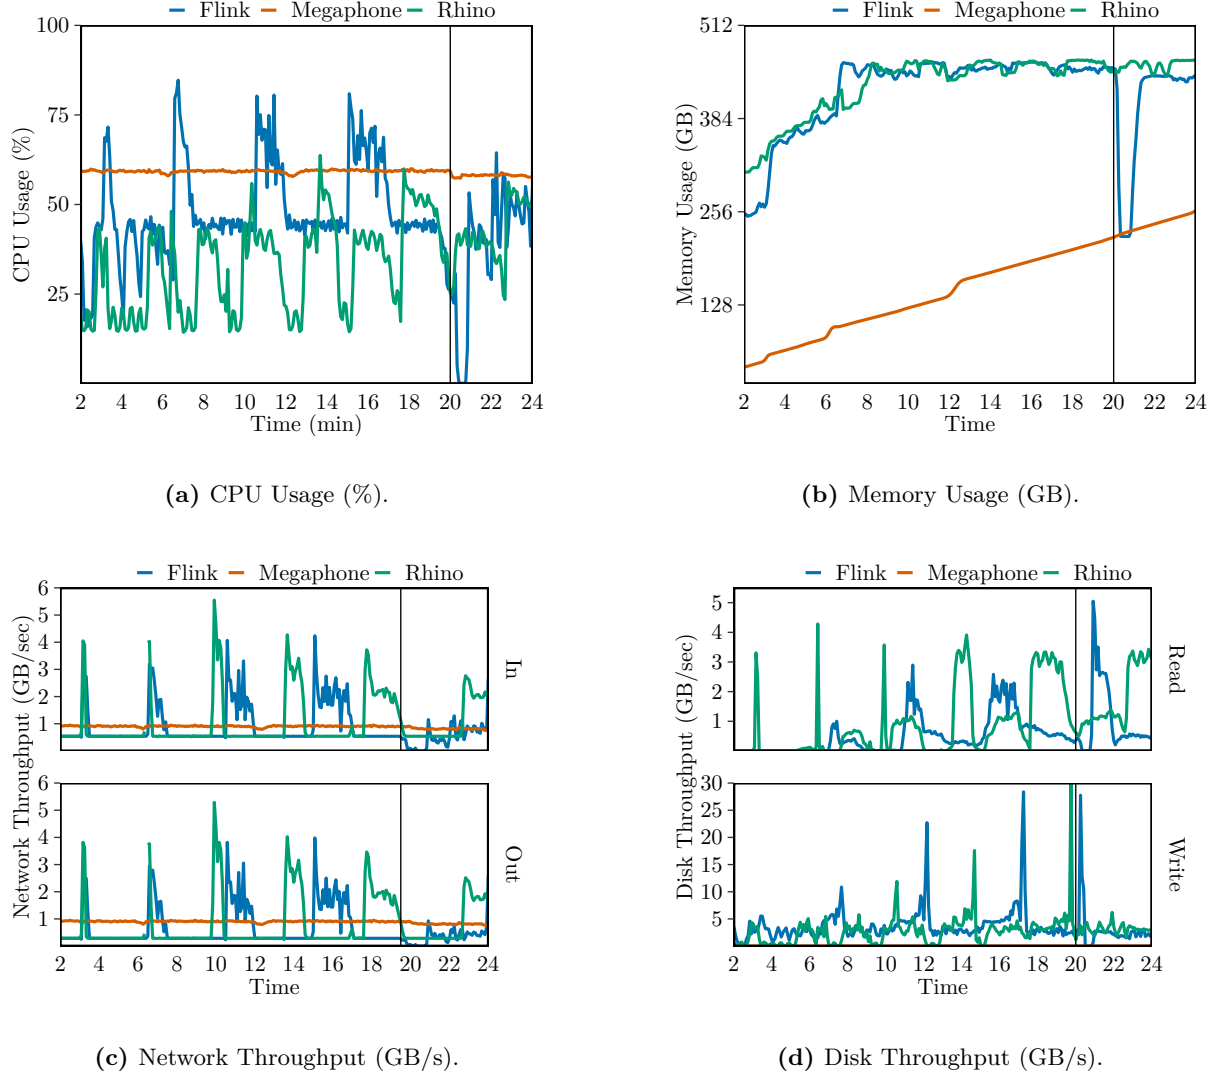 Flink Megaphone Rhino
100
75
50
25
CPU Usage (%)
2 4 6 8 10 12 14 16 18 20 22 24
Time (min)
(a) CPU Usage (%).
Flink Megaphone Rhino
512
384
256
128
Memory Usage (GB)
2 4 6 8 10 12 14 16 18 20 22 24
Time
(b) Memory Usage (GB).
Flink Megaphone Rhino
6
5
4
3
2
1
In
6
5
4
3
2
1
Out
Network Throughput (GB/sec)
2 4 6 8 10 12 14 16 18 20 22 24
Time
(c) Network Throughput (GB/s).
Flink Megaphone Rhino
5
4
3
2
1
Read
30
25
20
15
10
5
Write
Disk Throughput (GB/sec)
2 4 6 8 10 12 14 16 18 20 22 24
Time
(d) Disk Throughput (GB/s).